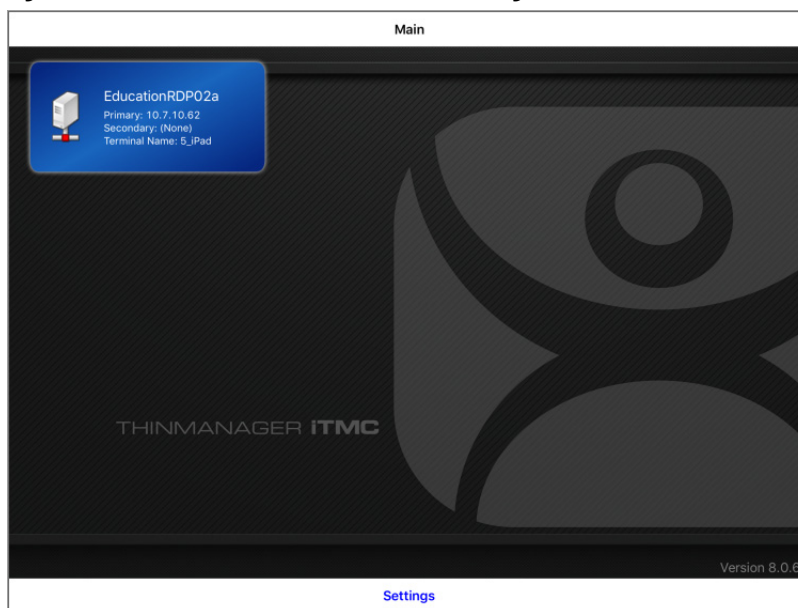 Main
EducationRDP02a
Primary: 10.7.10.62
Secondary: (None)
Terminal Name: 5_iPad
THINMANAGER iTMC
Version 8.0.6
Settings